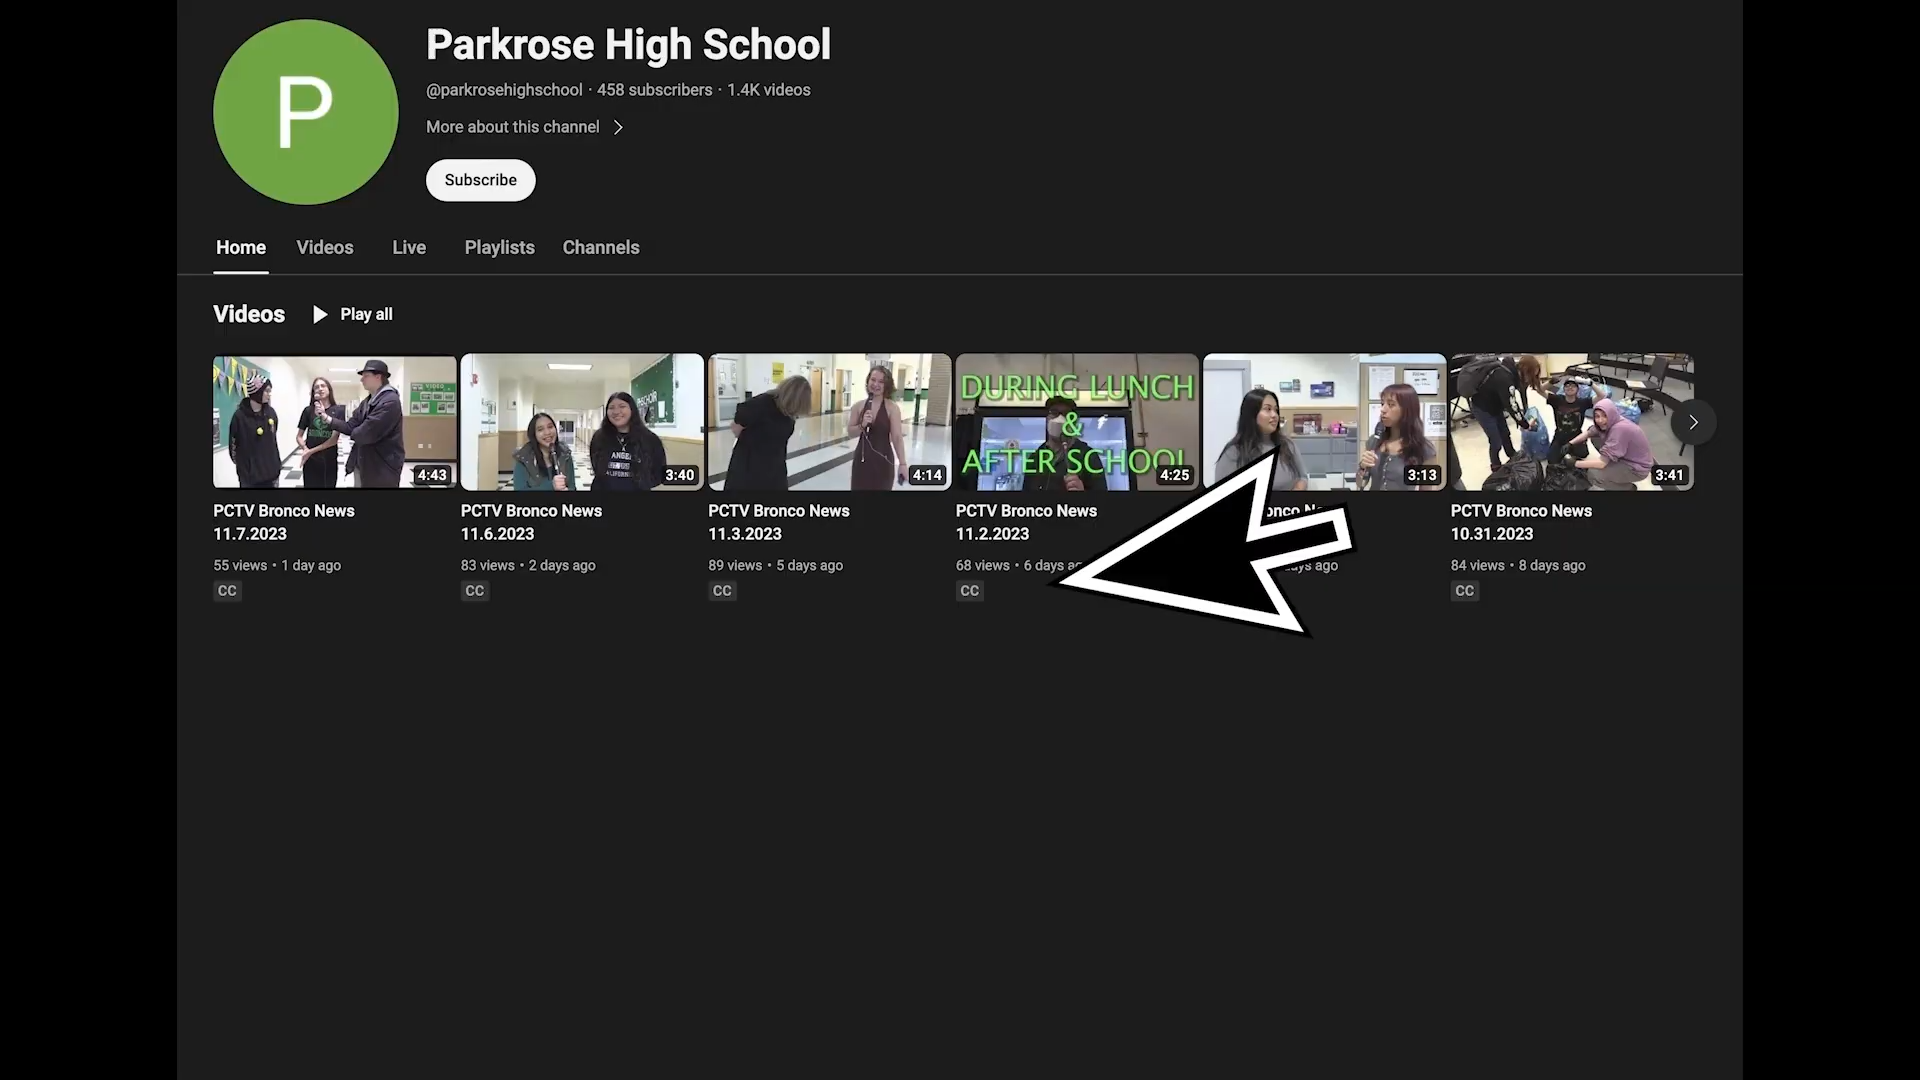 P
Parkrose High School
@parkrosehighschool · 458 subscribers · 1.4K videos
More about this channel
Subscribe
Home Videos Live Playlists Channels
Videos Play all
DURING LUNCH
&
AFTER SCHOOL
4:43 3:40 4:14 4:25 3:13 3:41
PCTV Bronco News
11.7.2023
55 views • 1 day ago
CC
PCTV Bronco News
11.6.2023
83 views • 2 days ago
CC
PCTV Bronco News
11.3.2023
89 views • 5 days ago
CC
PCTV Bronco News
11.2.2023
68 views • 6 days
CC
ago
PCTV Bronco News
10.31.2023
84 views • 8 days ago
CC